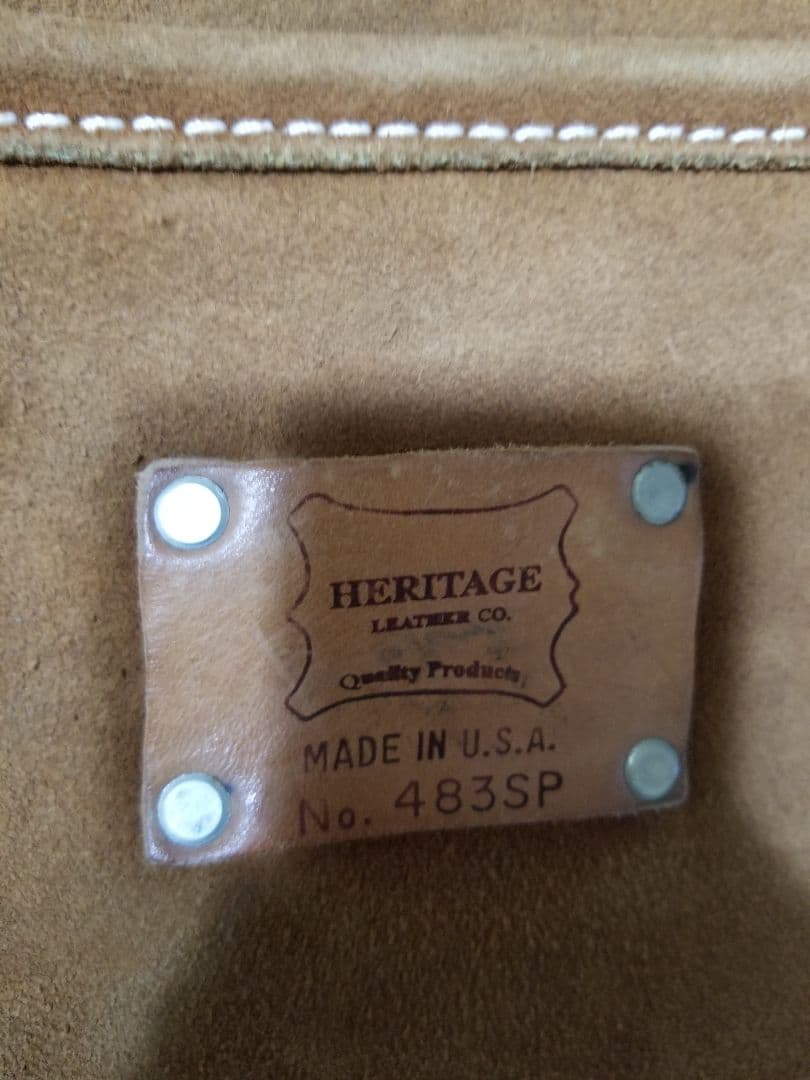 HERITAGE
LEATHER CO.
Quality Products
MADE IN U.S.A.
No. 483SP